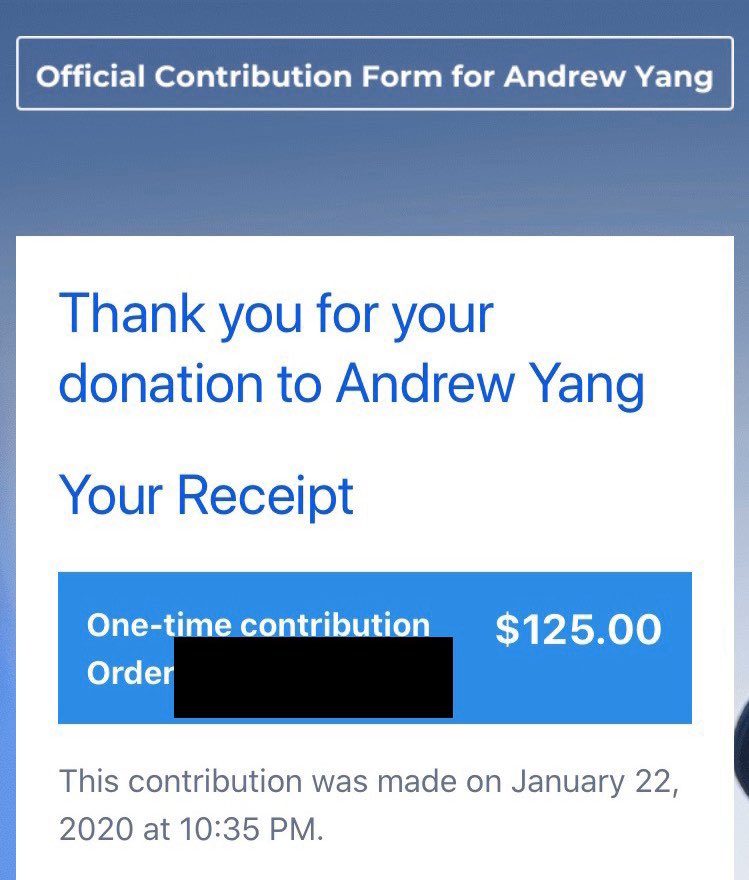 Official Contribution Form for Andrew Yang
Thank you for your
donation to Andrew Yang
Your Receipt
One-time contribution
$125.00
Order
This contribution was made on January 22,
2020 at 10:35 PM.